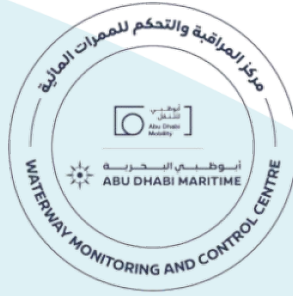 مركز المراقبة والتحكم للممرات المائية
أبوظبي
للتنقل
Abu Dhabi
Mobility
أبوظبي البحرية
ABU DHABI MARITIME
WATERWAY MONITORING AND CONTROL CENTRE